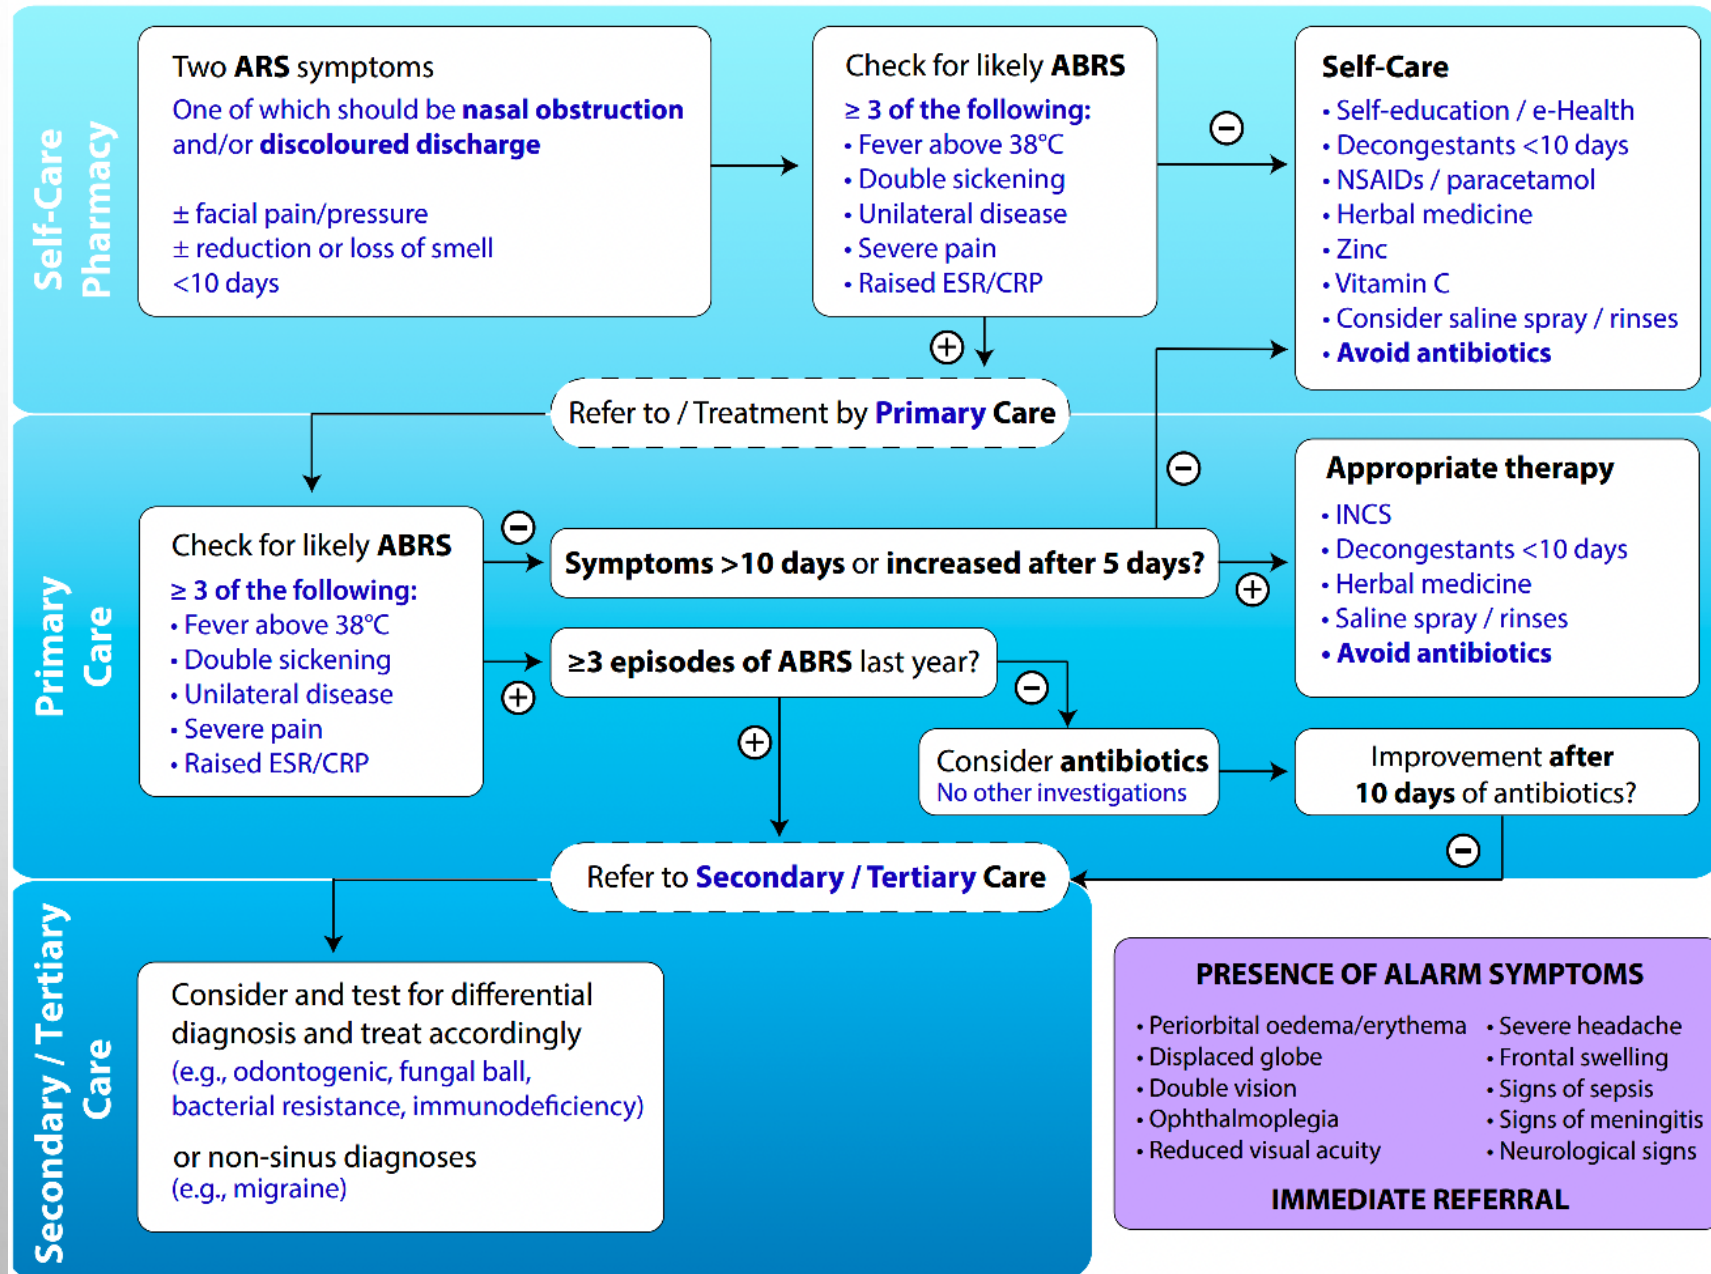 Self-Care
Pharmacy
Two ARS symptoms
One of which should be nasal obstruction
and/or discoloured discharge
± facial pain/pressure
± reduction or loss of smell
<10 days
Check for likely ABRS
≥ 3 of the following:
• Fever above 38°C
• Double sickening
• Unilateral disease
• Severe pain
• Raised ESR/CRP
−
Self-Care
• Self-education / e-Health
• Decongestants <10 days
• NSAIDs / paracetamol
• Herbal medicine
• Zinc
• Vitamin C
• Consider saline spray / rinses
• Avoid antibiotics
+
Refer to / Treatment by Primary Care
Primary
Care
Check for likely ABRS
≥ 3 of the following:
• Fever above 38°C
• Double sickening
• Unilateral disease
• Severe pain
• Raised ESR/CRP
−
Symptoms >10 days or increased after 5 days?
−
+
Appropriate therapy
• INCS
• Decongestants <10 days
• Herbal medicine
• Saline spray / rinses
• Avoid antibiotics
+
≥3 episodes of ABRS last year?
−
+
Consider antibiotics
No other investigations
Improvement after
10 days of antibiotics?
−
Refer to Secondary / Tertiary Care
Secondary / Tertiary
Care
Consider and test for differential
diagnosis and treat accordingly
(e.g., odontogenic, fungal ball,
bacterial resistance, immunodeficiency)
or non-sinus diagnoses
(e.g., migraine)
PRESENCE OF ALARM SYMPTOMS
• Periorbital oedema/erythema
• Displaced globe
• Double vision
• Ophthalmoplegia
• Reduced visual acuity
• Severe headache
• Frontal swelling
• Signs of sepsis
• Signs of meningitis
• Neurological signs
IMMEDIATE REFERRAL